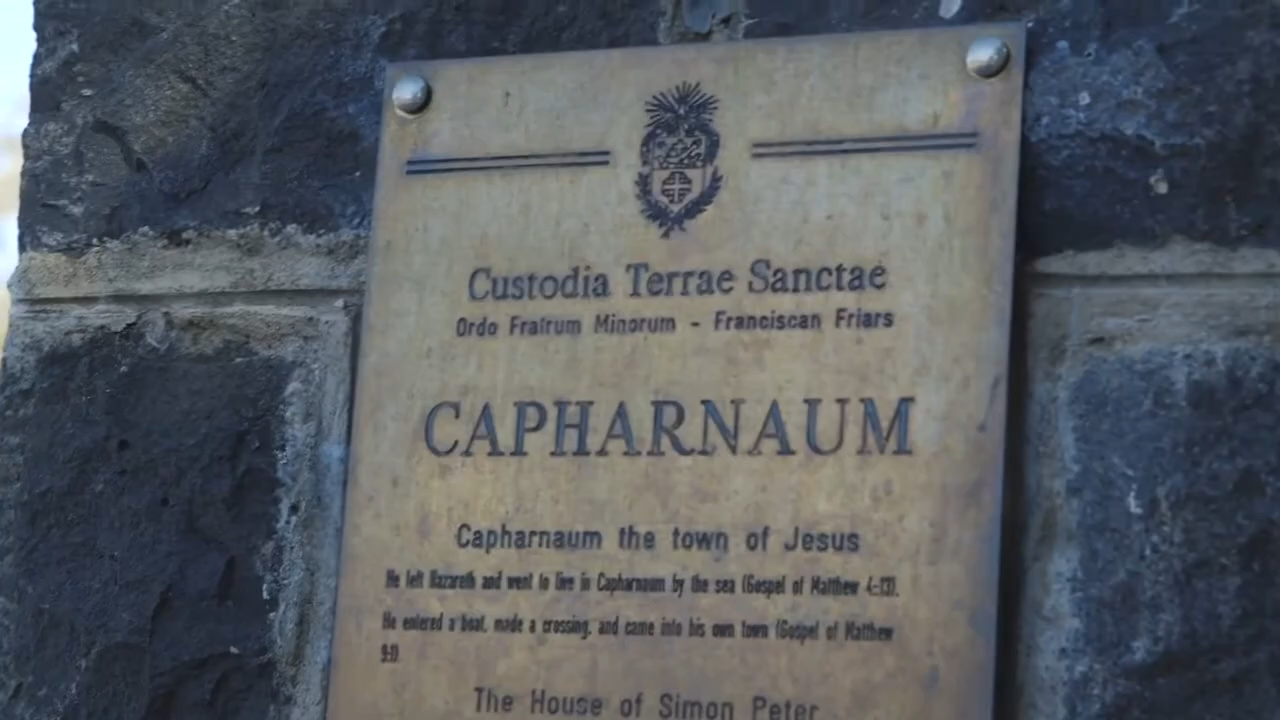 Custodia Terrae Sanctae
Ordo Fratrum Minorum - Franciscan Friars
CAPHARNAUM
Capharnaum the town of Jesus
He left Nazareth and went to live in Capharnaum by the sea (Gospel of Matthew 4:13).
He entered a boat, made a crossing, and came into his own town (Gospel of Matthew
9:1)
The House of Simon Peter